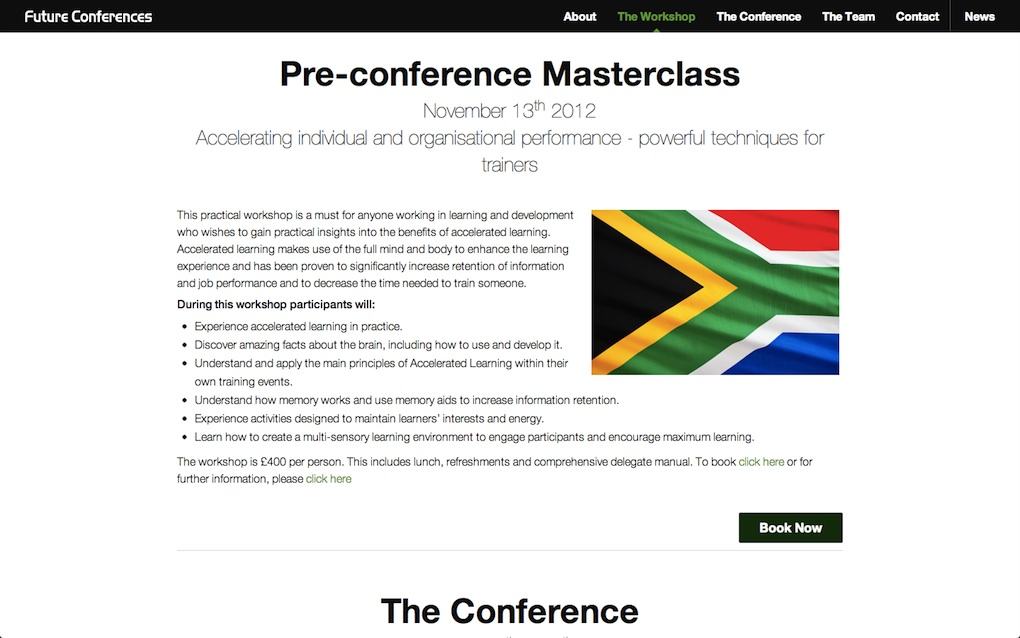 Future Conferences
About The Workshop The Conference The Team Contact News
Pre-conference Masterclass
November 13th 2012
Accelerating individual and organisational performance - powerful techniques for
trainers
This practical workshop is a must for anyone working in learning and development
who wishes to gain practical insights into the benefits of accelerated learning.
Accelerated learning makes use of the full mind and body to enhance the learning
experience and has been proven to significantly increase retention of information
and job performance and to decrease the time needed to train someone.
During this workshop participants will:
• Experience accelerated learning in practice.
• Discover amazing facts about the brain, including how to use and develop it.
• Understand and apply the main principles of Accelerated Learning within their
own training events.
• Understand how memory works and use memory aids to increase information retention.
• Experience activities designed to maintain learners' interests and energy.
• Learn how to create a multi-sensory learning environment to engage participants and encourage maximum learning.
The workshop is £400 per person. This includes lunch, refreshments and comprehensive delegate manual. To book click here or for
further information, please click here
Book Now
The Conference